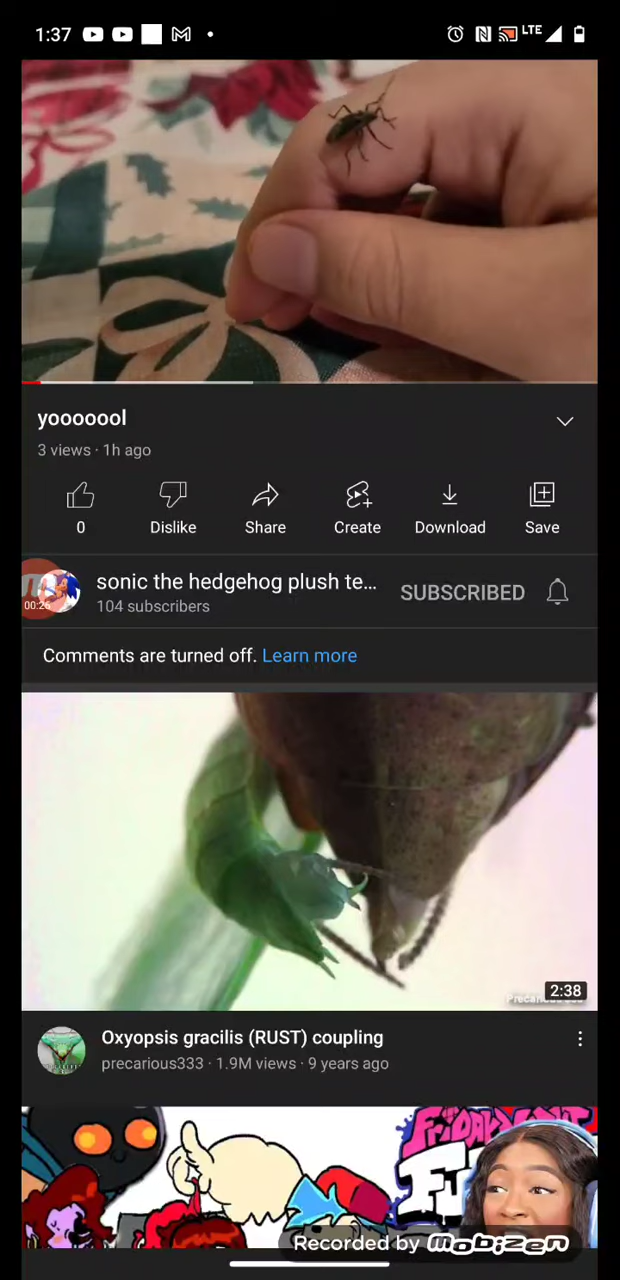 1:37
LTE
yooooool
3 views · 1h ago
0
Dislike
Share
Create
Download
Save
00:26
sonic the hedgehog plush te...
104 subscribers
SUBSCRIBED
Comments are turned off. Learn more
2:38
Oxyopsis gracilis (RUST) coupling
precarious333 · 1.9M views · 9 years ago
FRIDAY
Recorded by mobizen